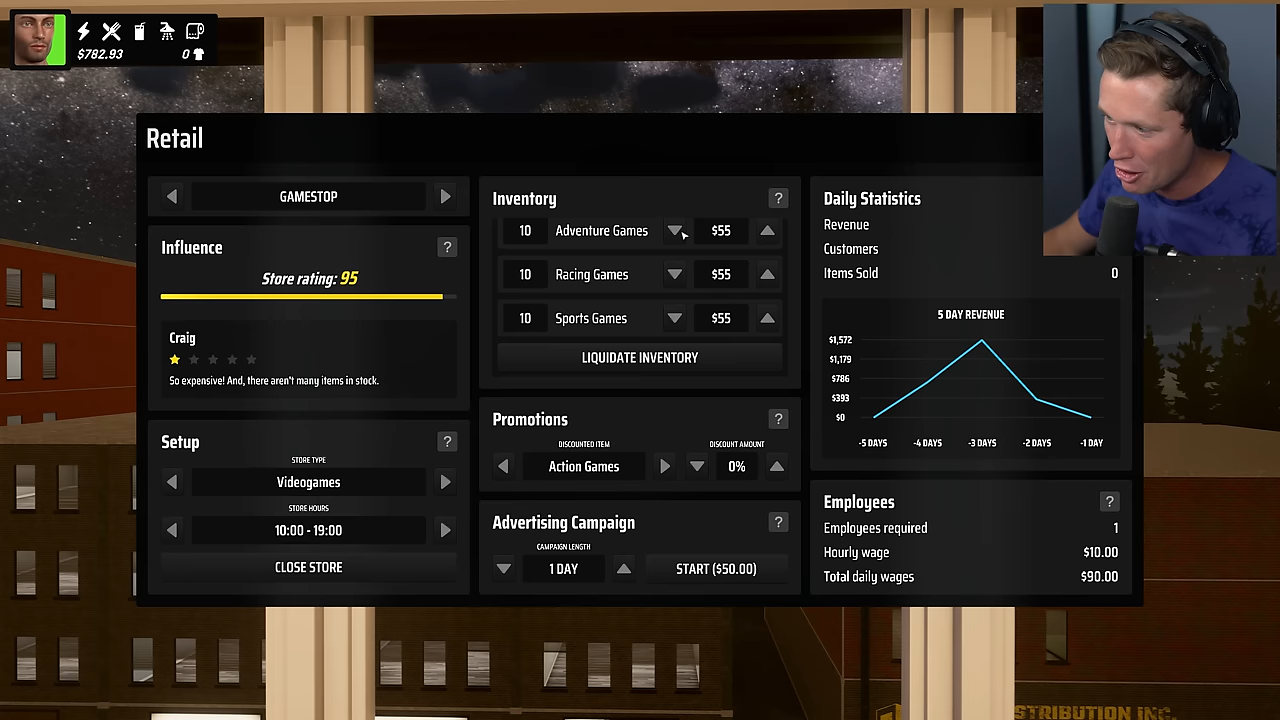 $782.93
0
Retail
GAMESTOP
Influence
?
Store rating: 95
Craig
So expensive! And, there aren't many items in stock.
Setup
?
STORE TYPE
Videogames
STORE HOURS
10:00 - 19:00
CLOSE STORE
Inventory
?
10 Adventure Games $55
10 Racing Games $55
10 Sports Games $55
LIQUIDATE INVENTORY
Promotions
?
DISCOUNTED ITEM DISCOUNT AMOUNT
Action Games 0%
Advertising Campaign
?
CAMPAIGN LENGTH
1 DAY START ($50.00)
Daily Statistics
Revenue
Customers
Items Sold 0
5 DAY REVENUE
$1,572
$1,179
$786
$393
$0
-5 DAYS -4 DAYS -3 DAYS -2 DAYS -1 DAY
Employees
?
Employees required 1
Hourly wage $10.00
Total daily wages $90.00
STRIBUTION INC.